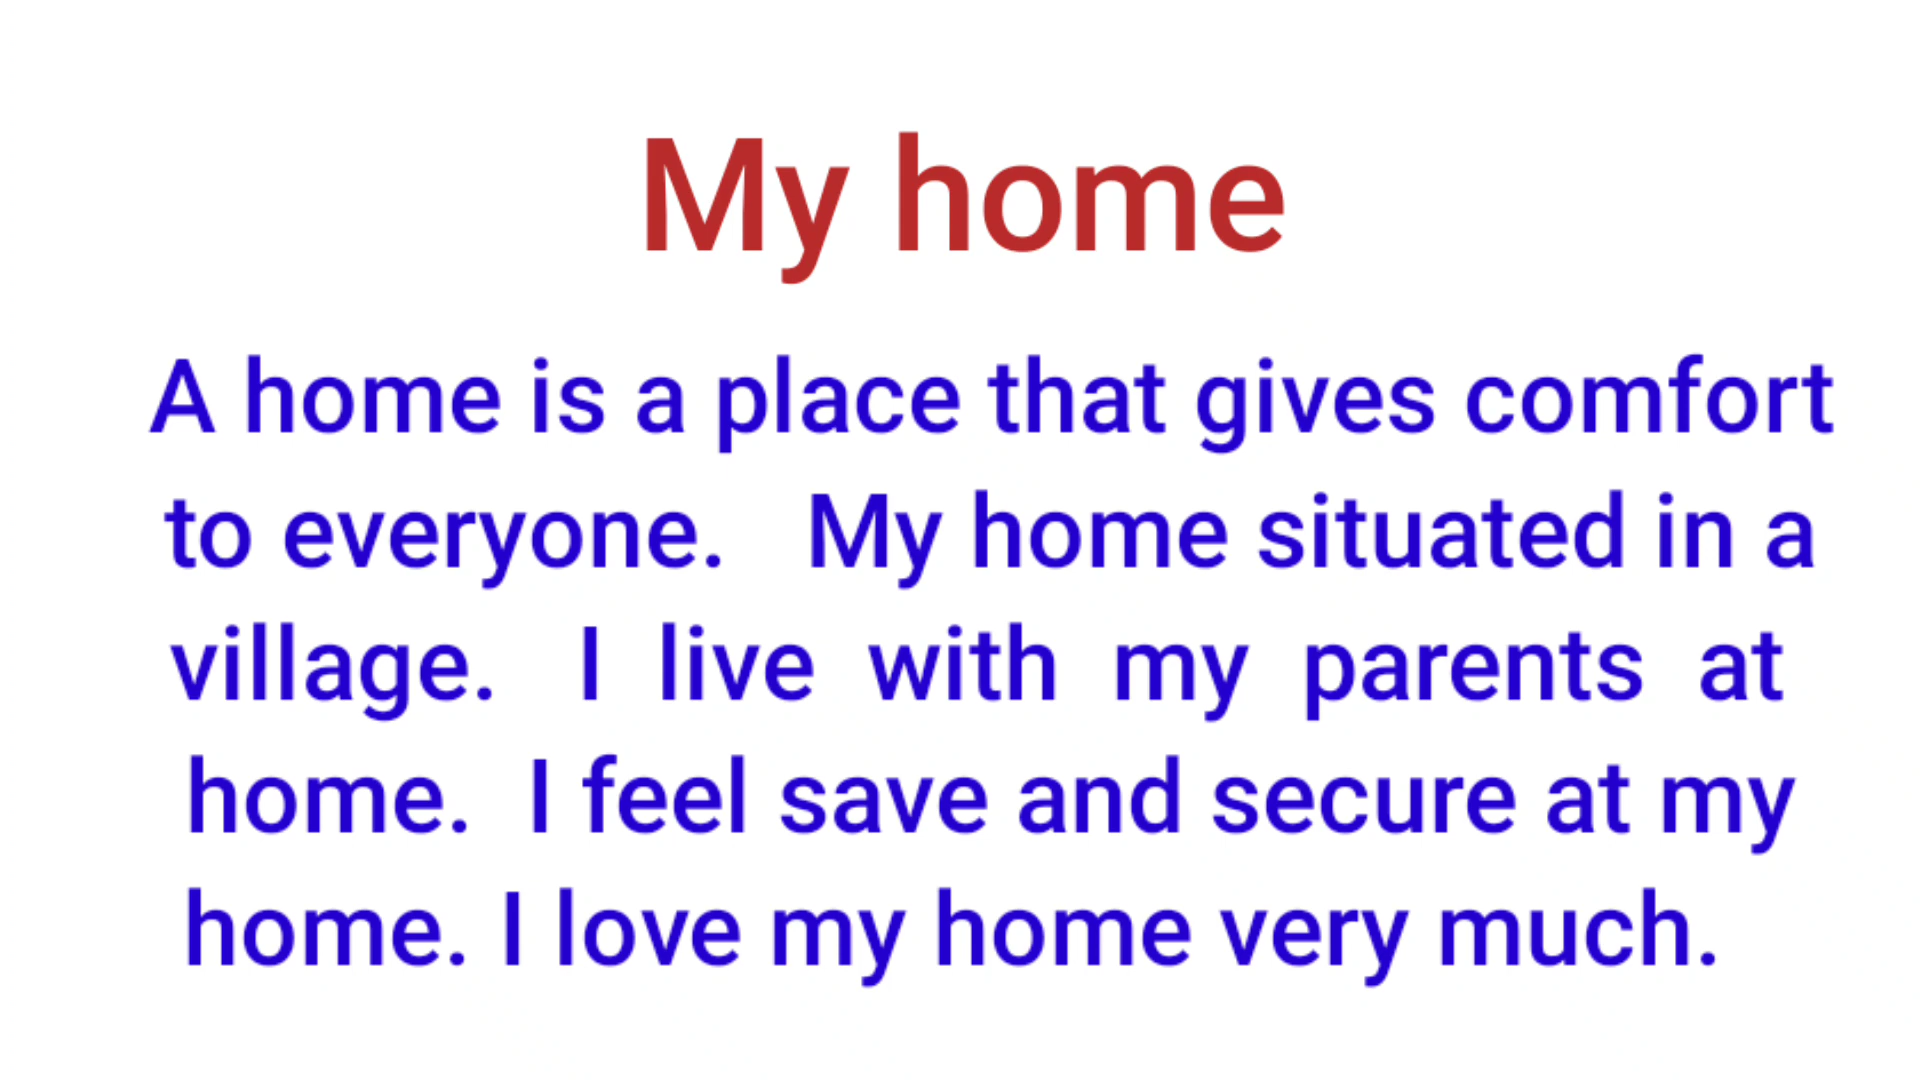 My home
A home is a place that gives comfort
to everyone. My home situated in a
village. I live with my parents at
home. I feel save and secure at my
home. I love my home very much.